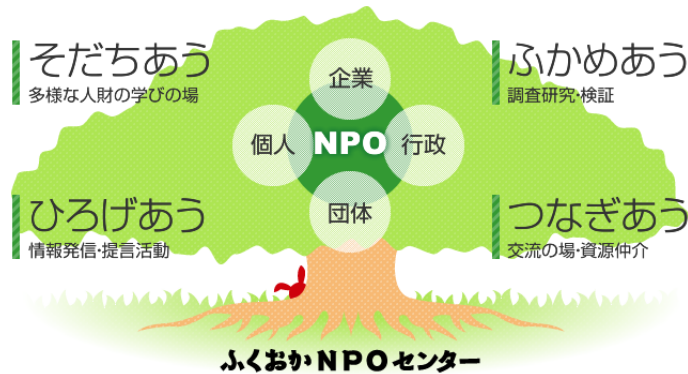 そだちあう
多様な人財の学びの場
ふかめあう
調査研究・検証
企業
個人
NPO
行政
団体
ひろげあう
情報発信・提言活動
つなぎあう
交流の場・資源仲介
ふくおかNPOセンター